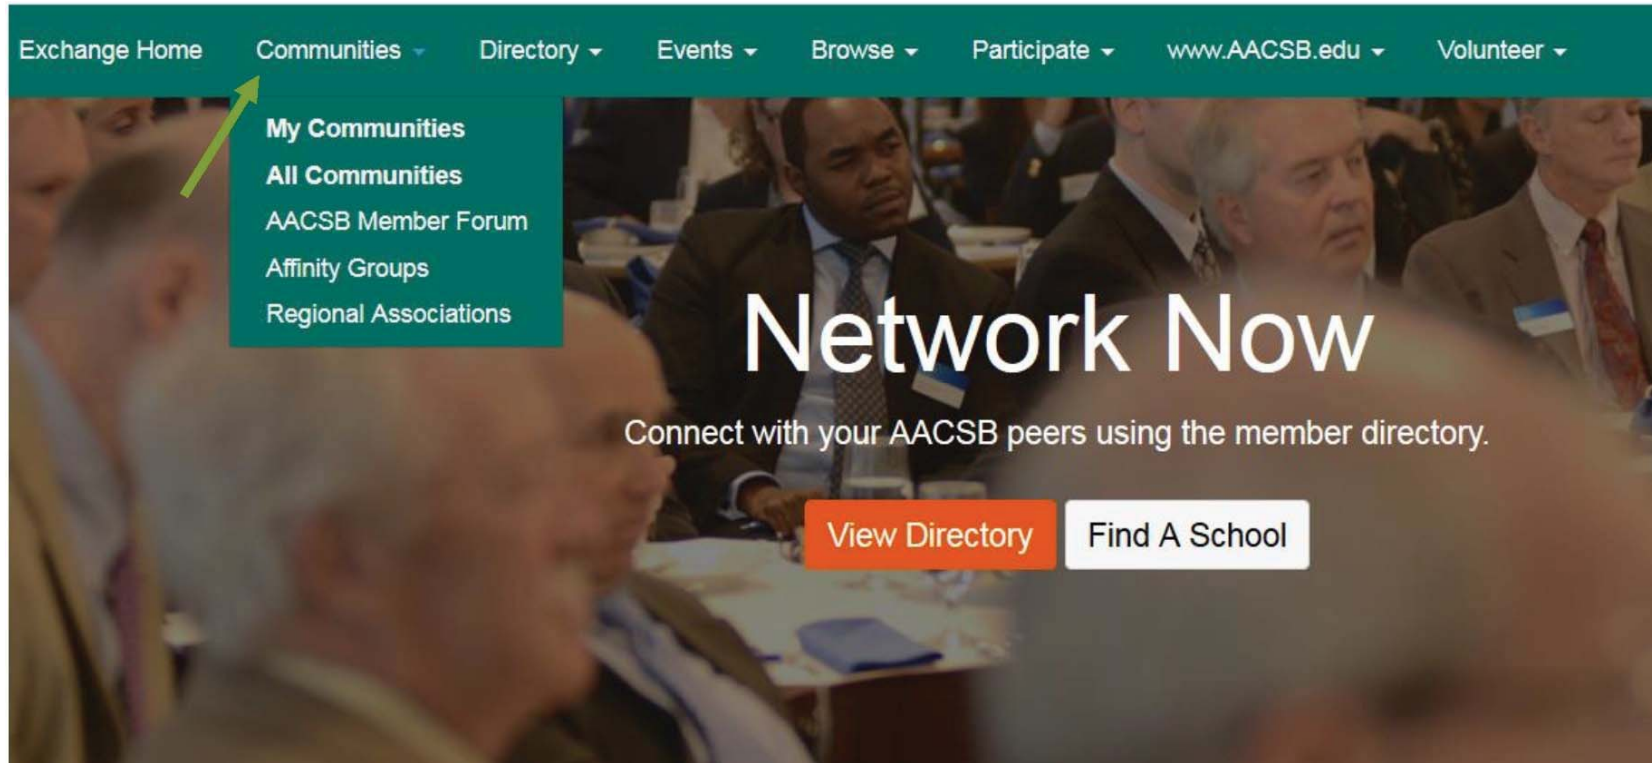 Exchange Home Communities Directory Events Browse Participate www.AACSB.edu Volunteer
My Communities
All Communities
AACSB Member Forum
Affinity Groups
Regional Associations
Network Now
Connect with your AACSB peers using the member directory.
View Directory Find A School